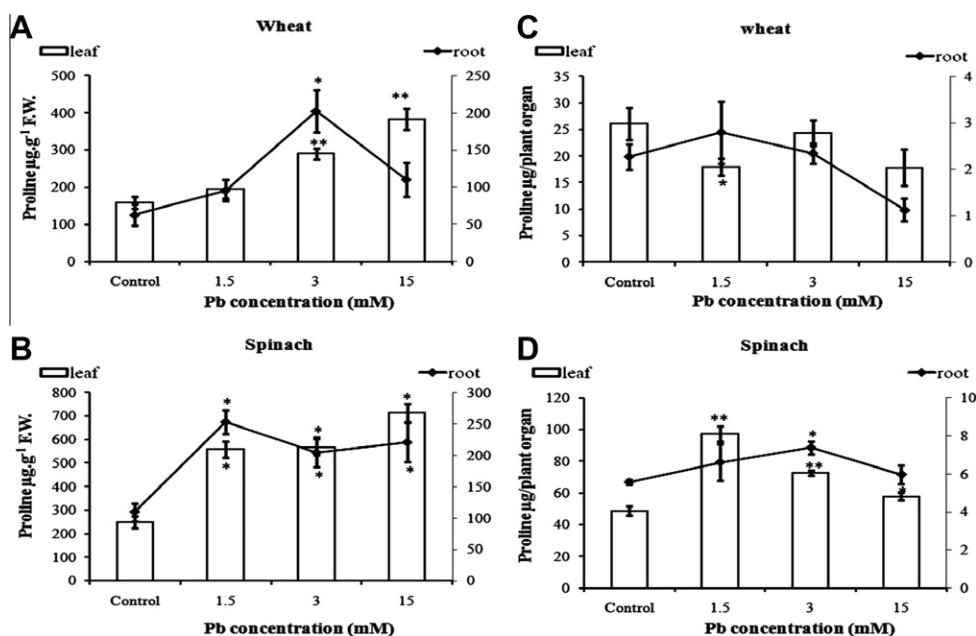 A
Wheat
leaf
root
Proline µg.g-1 F.W.
500
400
300
200
100
0
250
200
150
100
50
0
*
**
**
Control
1.5
3
15
Pb concentration (mM)
C
wheat
leaf
root
Proline µg/plant organ
35
30
25
20
15
10
5
0
4
3
2
1
0
*
Control
1.5
3
15
Pb concentration (mM)
B
Spinach
leaf
root
Proline µg.g-1 F.W.
800
700
600
500
400
300
200
100
0
300
250
200
150
100
50
0
*
*
*
*
*
*
Control
1.5
3
15
Pb concentration (mM)
D
Spinach
leaf
root
Proline µg/plant organ
120
100
80
60
40
20
0
10
8
6
4
2
0
**
*
**
*
Control
1.5
3
15
Pb concentration (mM)